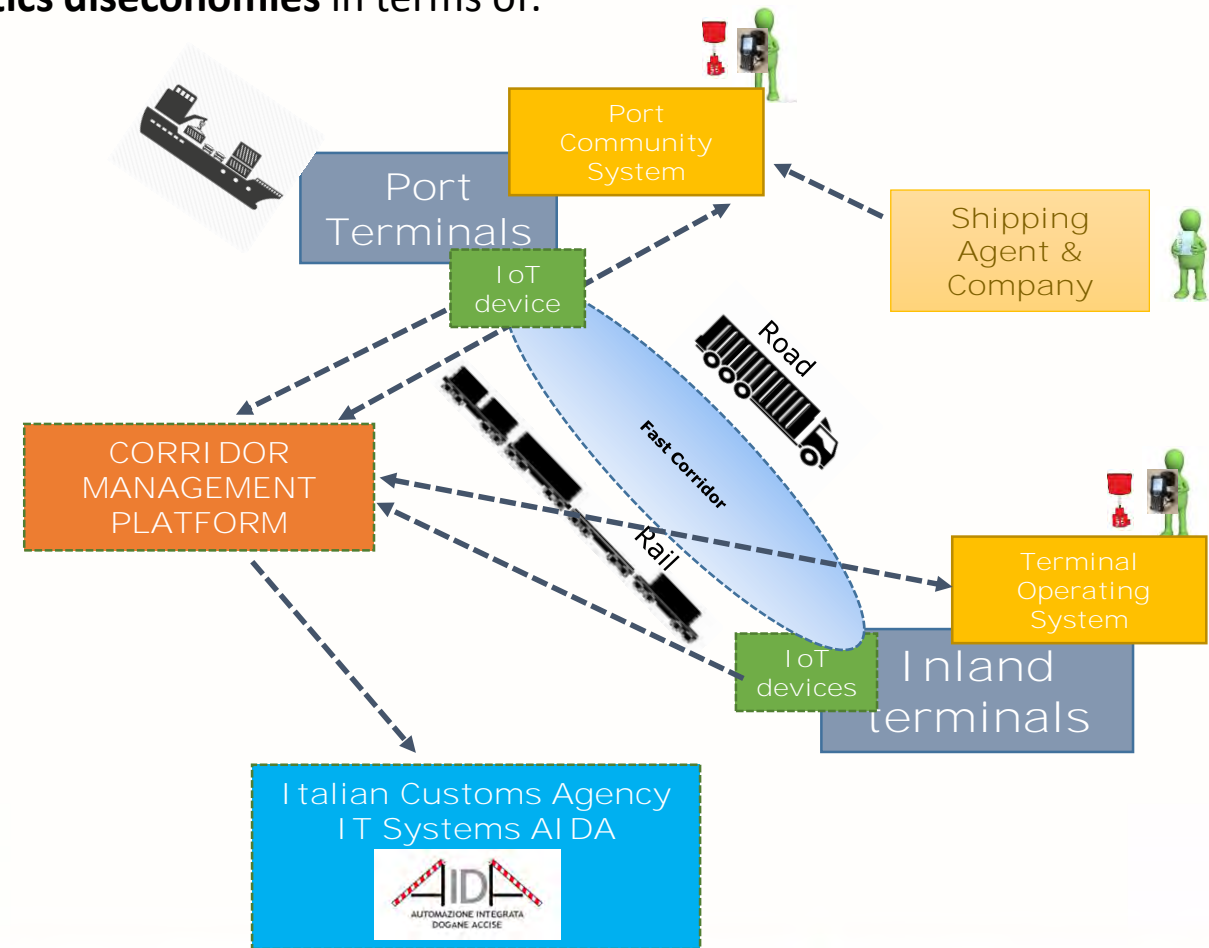 tics diseconomies in terms of:
Port
Community
System
Port
Terminals
Shipping
Agent &
Company
IoT
device
Road
Fast Corridor
Rail
CORRIDOR
MANAGEMENT
PLATFORM
Terminal
Operating
System
IoT
devices
Inland
terminals
Italian Customs Agency
IT Systems AIDA
AIDA
AUTOMAZIONE INTEGRATA
DOGANE ACCISE